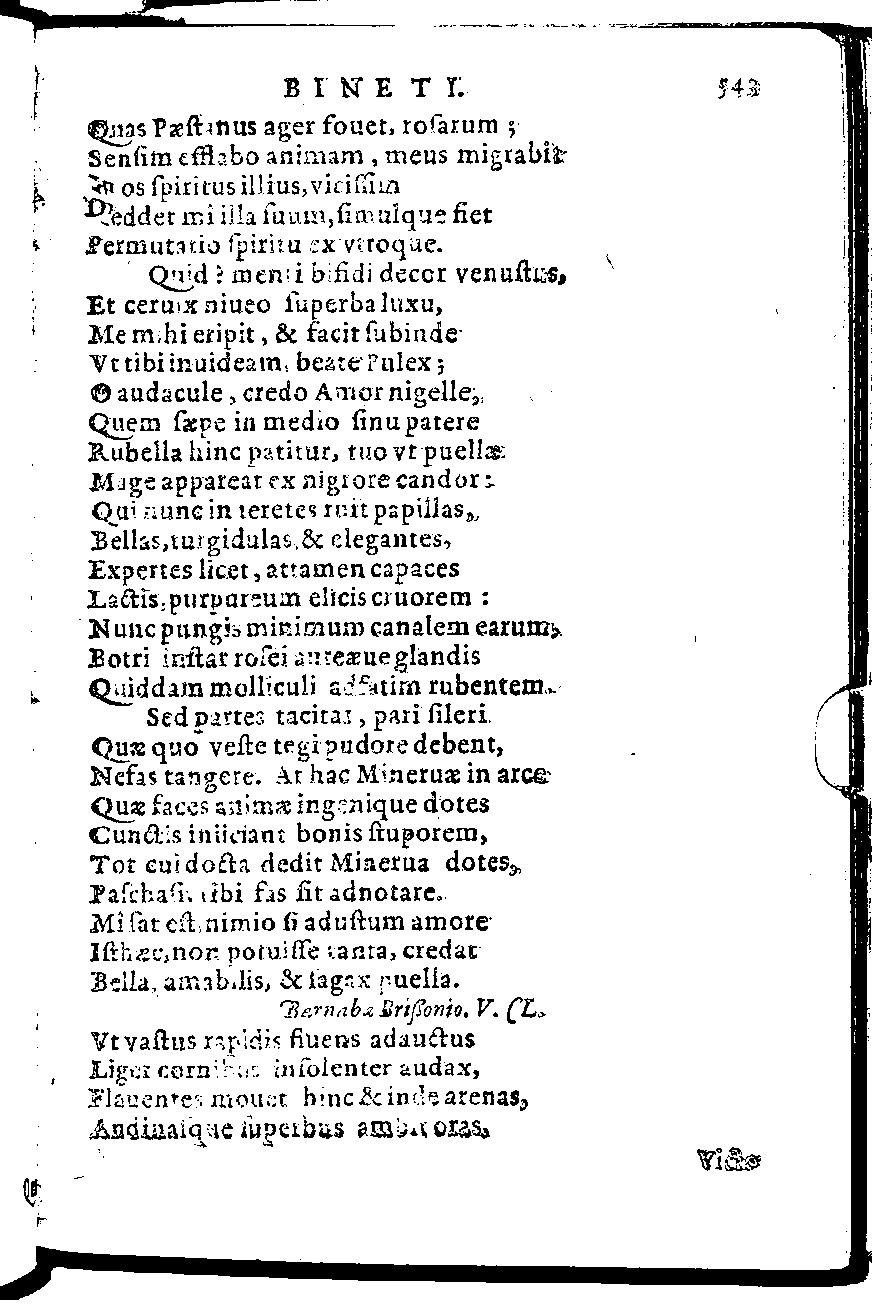 BINETI. 543
Quas Pæſtanus ager fouet, roſarum ;
Senſim efflabo animam , meus migrabit
In os ſpiritus illius, viciſſim
Reddet mi illa ſuum, ſimulque fiet
Permutatio ſpiritu ex vtroque.
Quid ? menti bifidi decor venuſtus,
Et ceruix niueo ſuperba luxu,
Me mihi eripit , & facit ſubinde
Vt tibi inuideam, beate Pulex ;
O audacule , credo Amor nigelle,
Quem ſæpe in medio ſinu patere
Rubella hinc patitur, tuo vt puellæ
Mage appareat ex nigrore candor :
Qui nunc in teretes ruit papillas,
Bellas, turgidulas, & elegantes,
Expertes licet , attamen capaces
Lactis, purpureum elicis cruorem :
Nunc pungis minimum canalem earum,
Botri inſtar roſei aureæue glandis
Quiddam molliculi adfatim rubentem.
Sed partes tacitas , pari ſileri
Quæ quo veſte tegi pudore debent,
Nefas tangere. At hac Mineruæ in arce
Quæ faces animæ ingenique dotes
Cunctis iniiciant bonis ſtuporem,
Tot cui docta dedit Minerua dotes,
Paſchaſi, tibi fas ſit adnotare.
Mi ſat eſt, nimio ſi aduſtum amore
Iſthæc, non potuiſſe tanta, credat
Bella, amabilis, & ſagax puella.
Barnabæ Brißonio. V. CL.
Vt vaſtus rapidis fluens adauctus
Liger cornibus inſolenter audax,
Flauentes mouet hinc & inde arenas,
Andinaſque ſuperbus ambit oras,